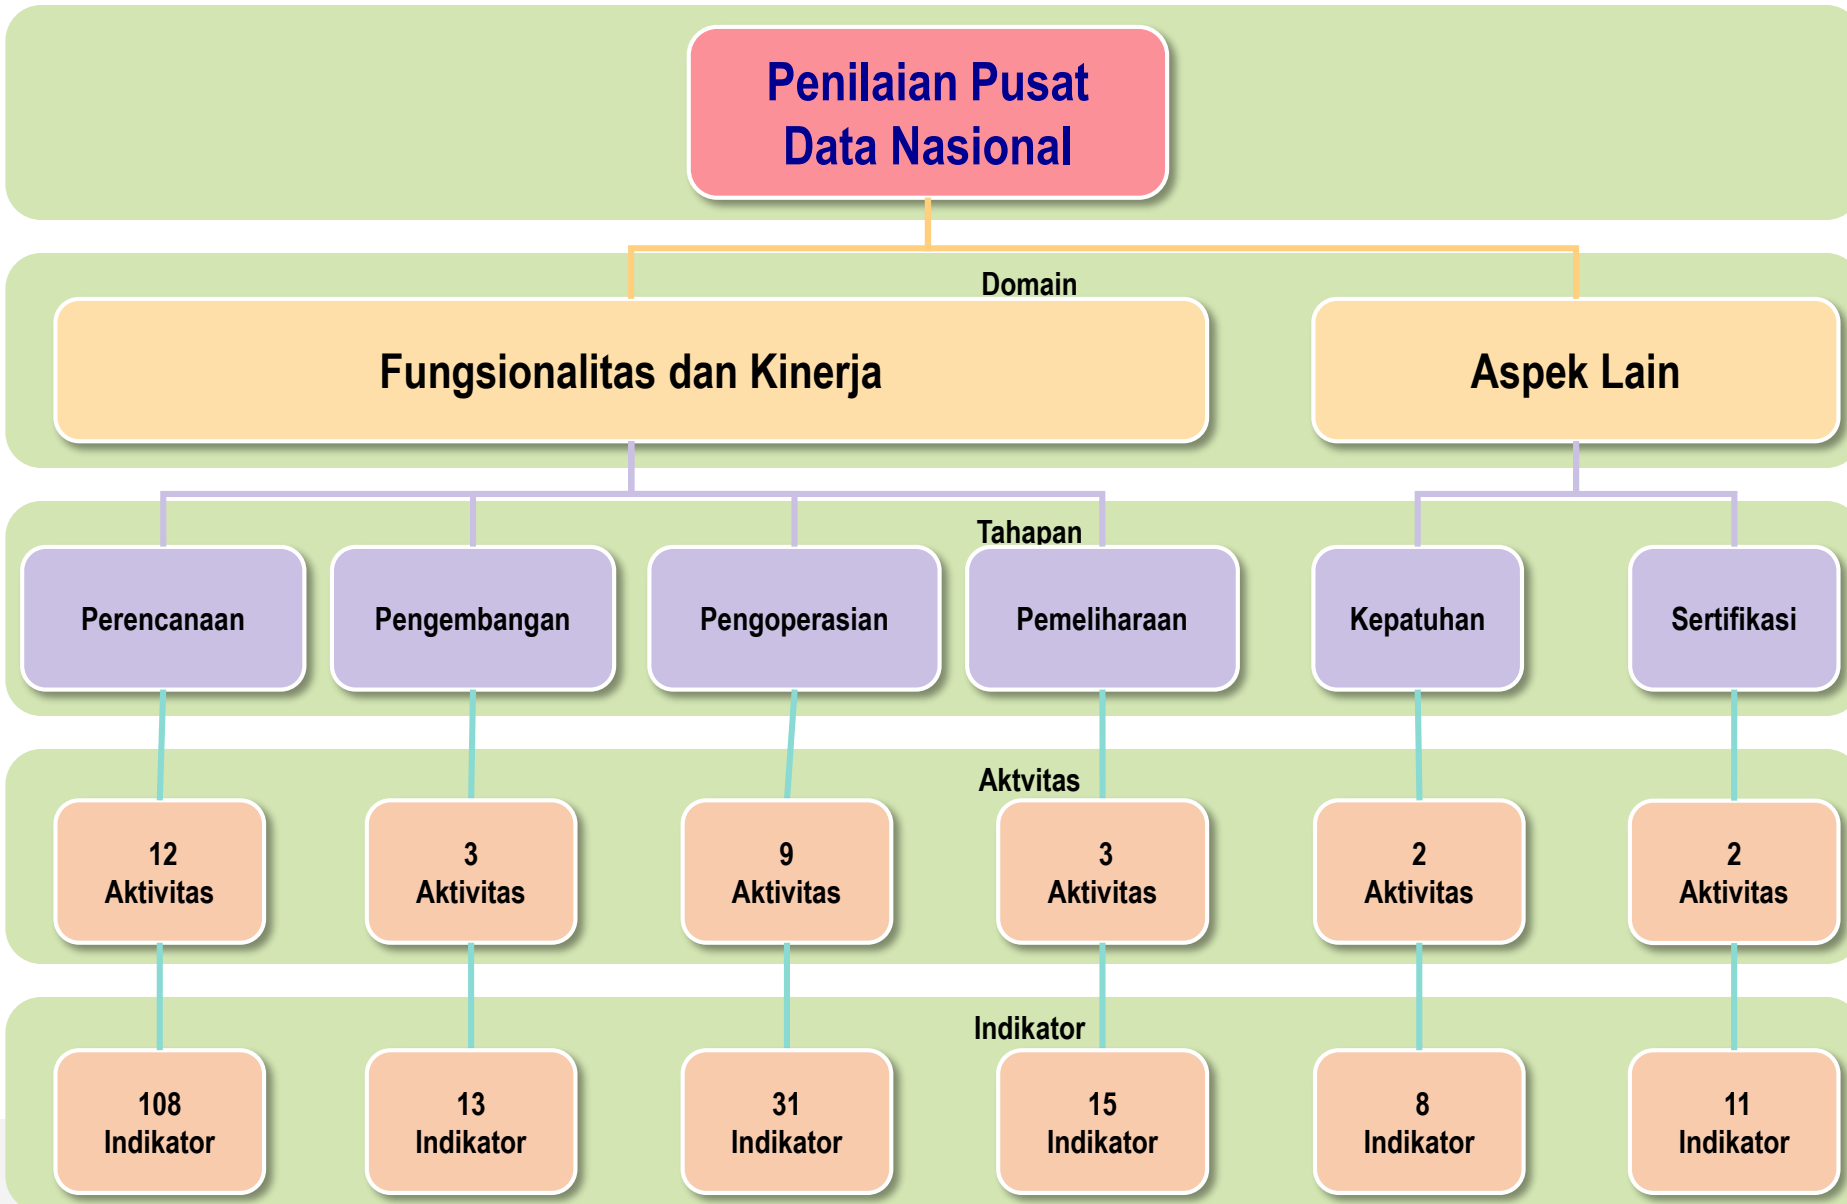 Penilaian Pusat
Data Nasional
Domain
Fungsionalitas dan Kinerja
Aspek Lain
Tahapan
Perencanaan
Pengembangan
Pengoperasian
Pemeliharaan
Kepatuhan
Sertifikasi
Aktvitas
12
Aktivitas
3
Aktivitas
9
Aktivitas
3
Aktivitas
2
Aktivitas
2
Aktivitas
Indikator
108
Indikator
13
Indikator
31
Indikator
15
Indikator
8
Indikator
11
Indikator